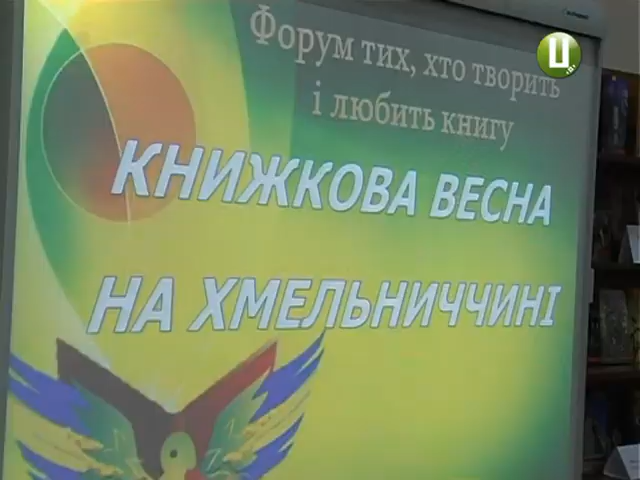 Форум тих, хто творить
і любить книгу
КНИЖКОВА ВЕСНА
НА ХМЕЛЬНИЧЧИНІ
Ц